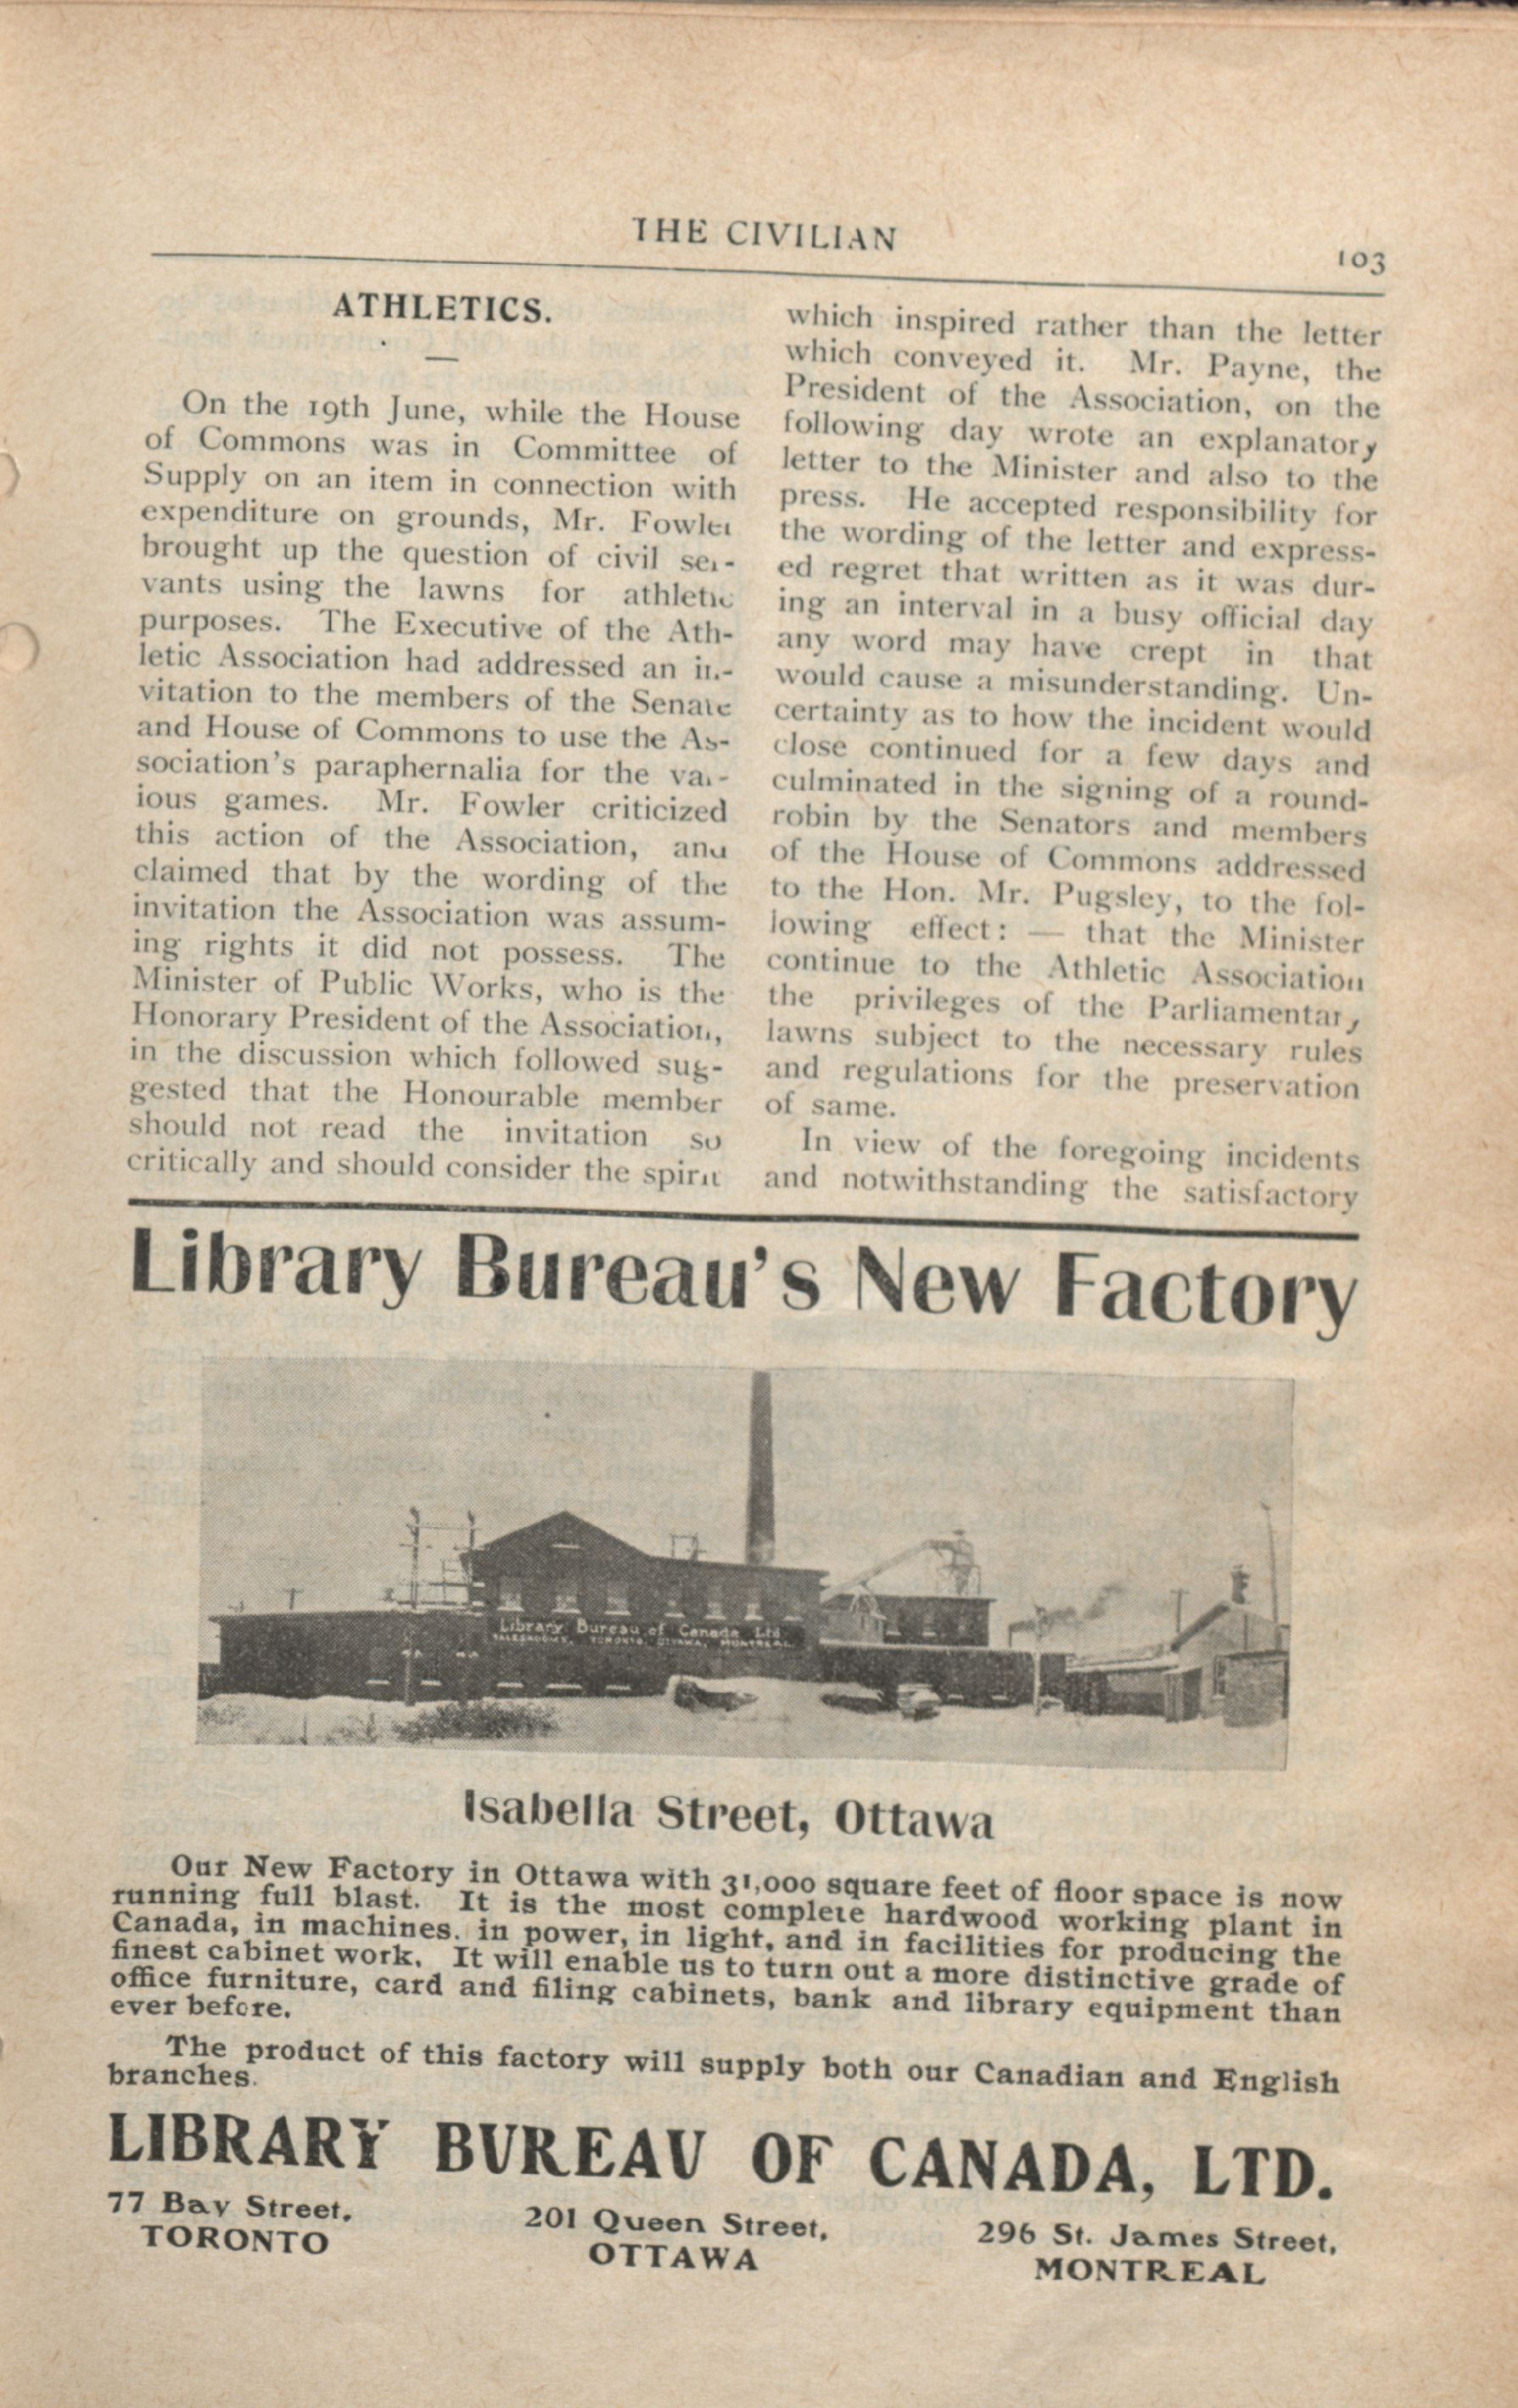 THE CIVILIAN
103
ATHLETICS.
On the 19th June, while the House
of Commons was in Committee of
Supply on an item in connection with
expenditure on grounds, Mr. Fowler
brought up the question of civil ser-
vants using the lawns for athletic
purposes. The Executive of the Ath-
letic Association had addressed an in-
vitation to the members of the Senate
and House of Commons to use the As-
sociation's paraphernalia for the var-
ious games. Mr. Fowler criticized
this action of the Association, and
claimed that by the wording of the
invitation the Association was assum-
ing rights it did not possess. The
Minister of Public Works, who is the
Honorary President of the Association,
in the discussion which followed sug-
gested that the Honourable member
should not read the invitation so
critically and should consider the spirit
which inspired rather than the letter
which conveyed it. Mr. Payne, the
President of the Association, on the
following day wrote an explanatory
letter to the Minister and also to the
press. He accepted responsibility for
the wording of the letter and express-
ed regret that written as it was dur-
ing an interval in a busy official day
any word may have crept in that
would cause a misunderstanding. Un-
certainty as to how the incident would
close continued for a few days and
culminated in the signing of a round-
robin by the Senators and members
of the House of Commons addressed
to the Hon. Mr. Pugsley, to the fol-
lowing effect: — that the Minister
continue to the Athletic Association
the privileges of the Parliamentary
lawns subject to the necessary rules
and regulations for the preservation
of same.
In view of the foregoing incidents
and notwithstanding the satisfactory
Library Bureau's New Factory
Library Bureau of Canada Ltd.
SALESROOMS, TORONTO, OTTAWA, MONTREAL
Isabella Street, Ottawa
Our New Factory in Ottawa with 31,000 square feet of floor space is now
running full blast. It is the most complete hardwood working plant in
Canada, in machines, in power, in light, and in facilities for producing the
finest cabinet work. It will enable us to turn out a more distinctive grade of
office furniture, card and filing cabinets, bank and library equipment than
ever before.
The product of this factory will supply both our Canadian and English
branches.
LIBRARY BVREAV OF CANADA, LTD.
77 Bay Street,
TORONTO
201 Queen Street,
OTTAWA
296 St. James Street,
MONTREAL